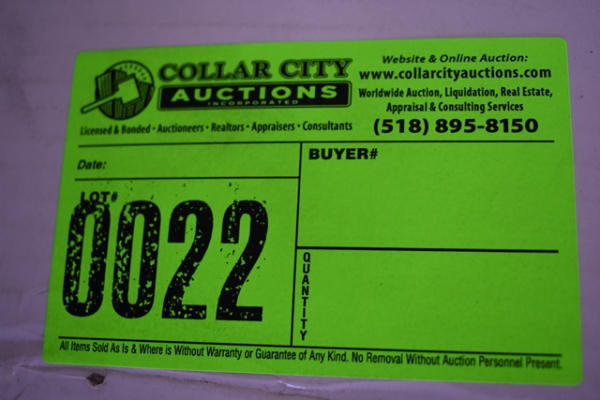 COLLAR CITY
AUCTIONS
INCORPORATED
Licensed & Bonded • Auctioneers • Realtors • Appraisers • Consultants
Website & Online Auction:
www.collarcityauctions.com
Worldwide Auction, Liquidation, Real Estate,
Appraisal & Consulting Services
(518) 895-8150
Date:
LOT#
0022
BUYER#
QUANTITY
All Items Sold As Is & Where is Without Warranty or Guarantee of Any Kind. No Removal Without Auction Personnel Present.